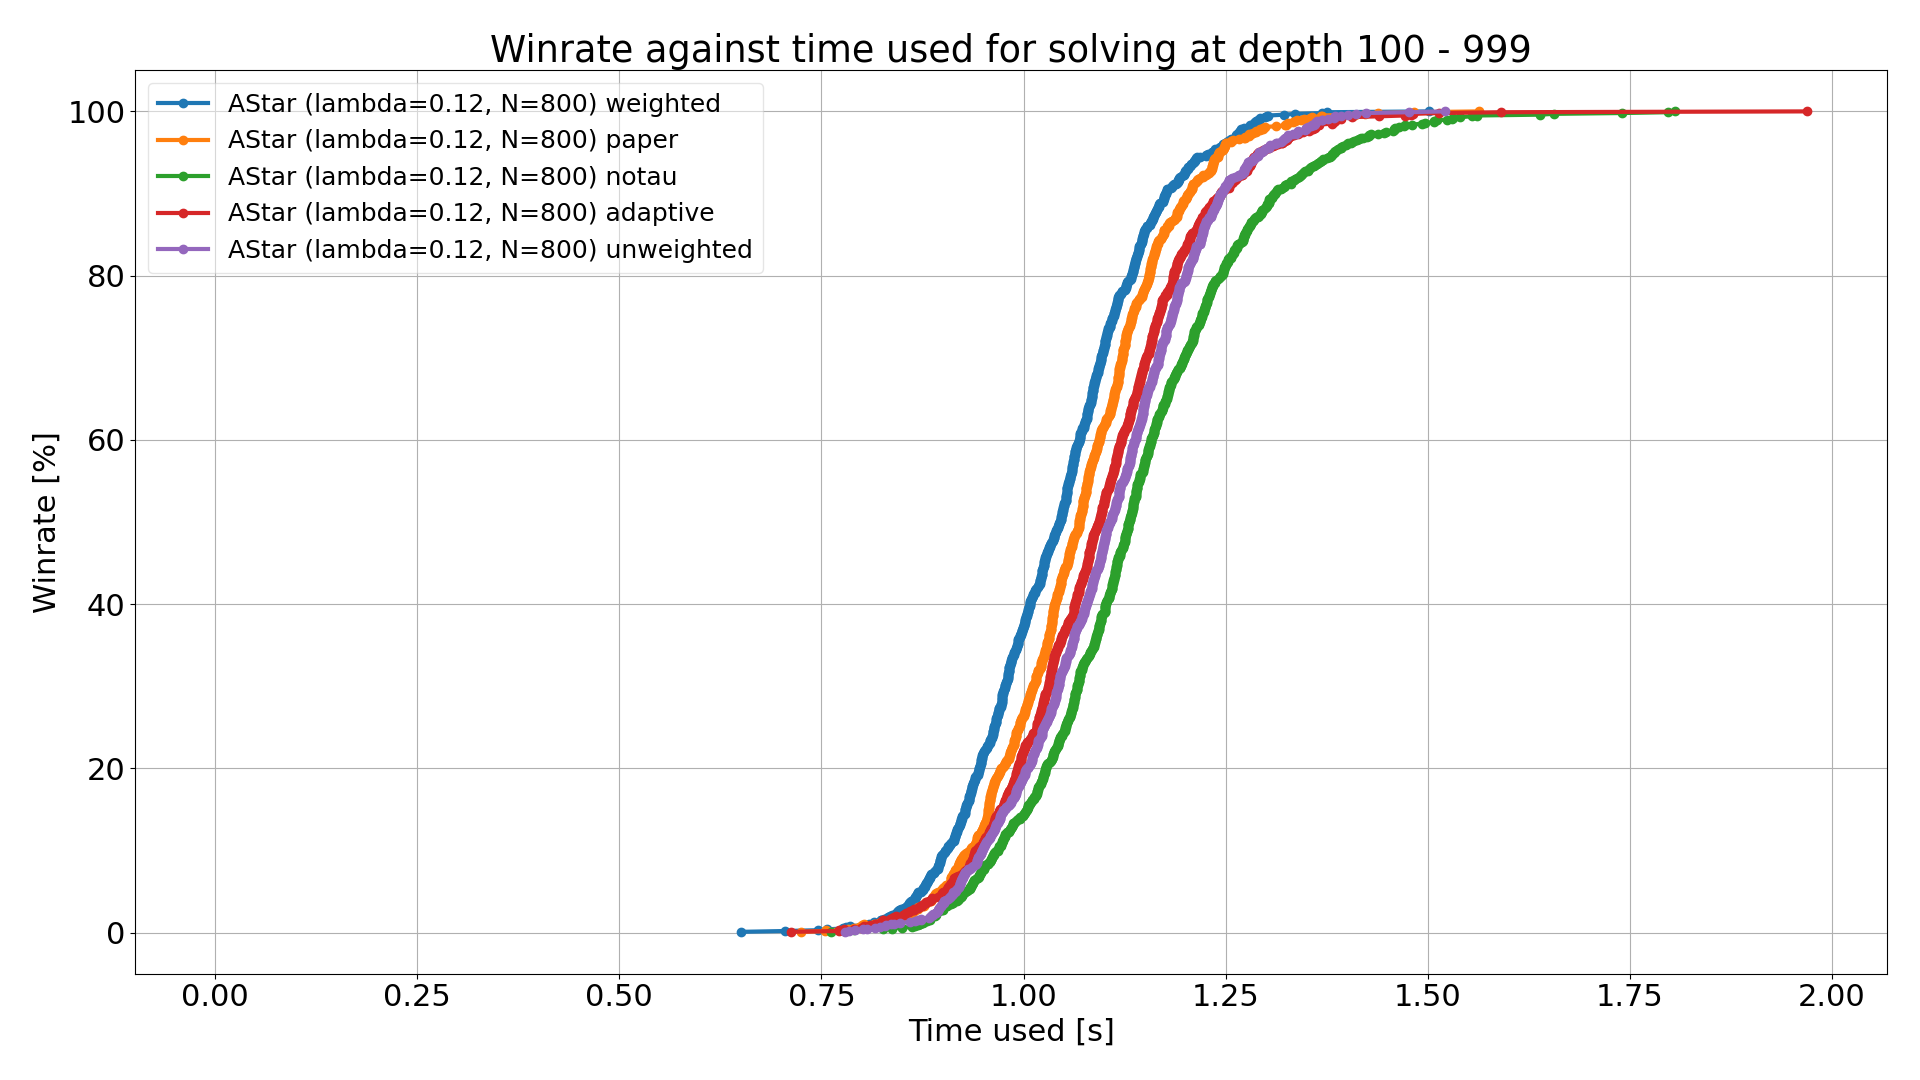 Winrate against time used for solving at depth 100 - 999
AStar (lambda=0.12, N=800) weighted
AStar (lambda=0.12, N=800) paper
AStar (lambda=0.12, N=800) notau
AStar (lambda=0.12, N=800) adaptive
AStar (lambda=0.12, N=800) unweighted
Winrate [%]
100
80
60
40
20
0
0.00 0.25 0.50 0.75 1.00 1.25 1.50 1.75 2.00
Time used [s]